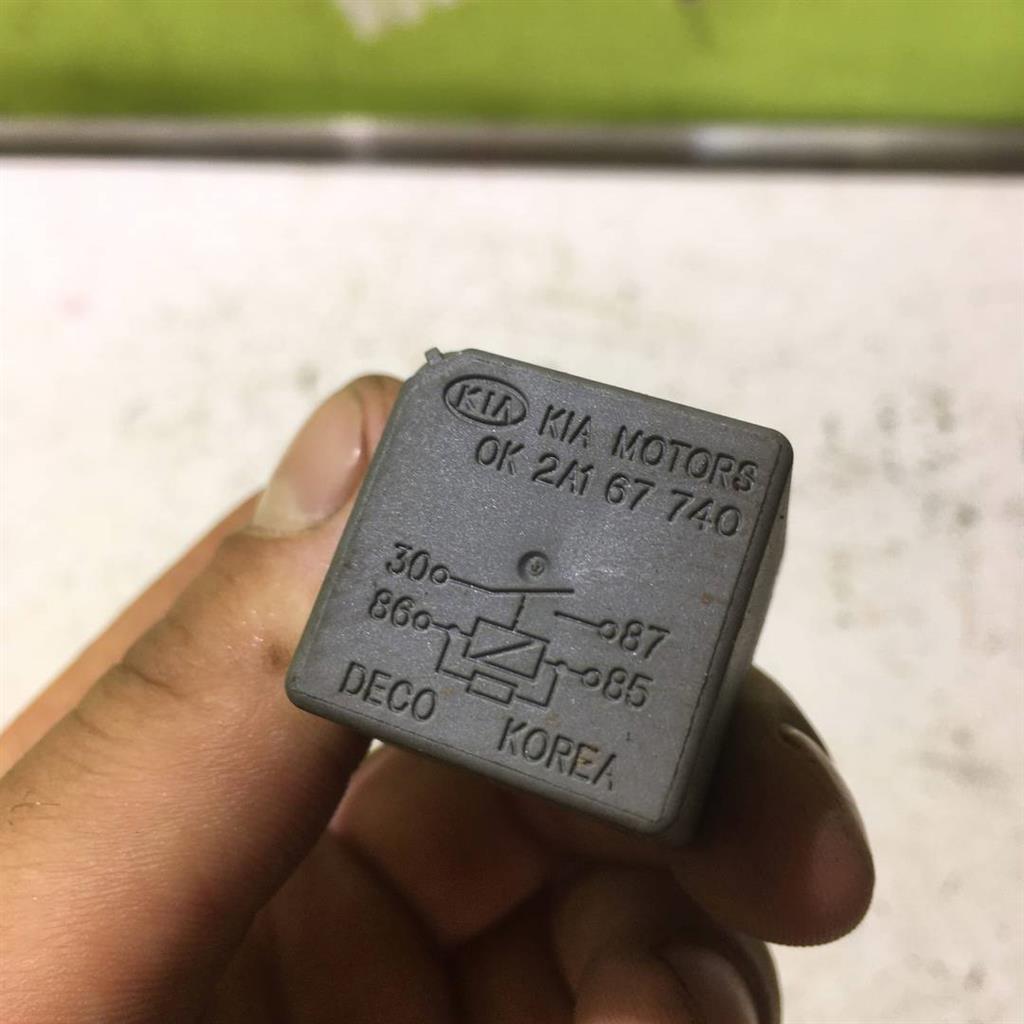 KIA KIA MOTORS
0K 2A1 67 740
30
86
87
85
DECO
KOREA